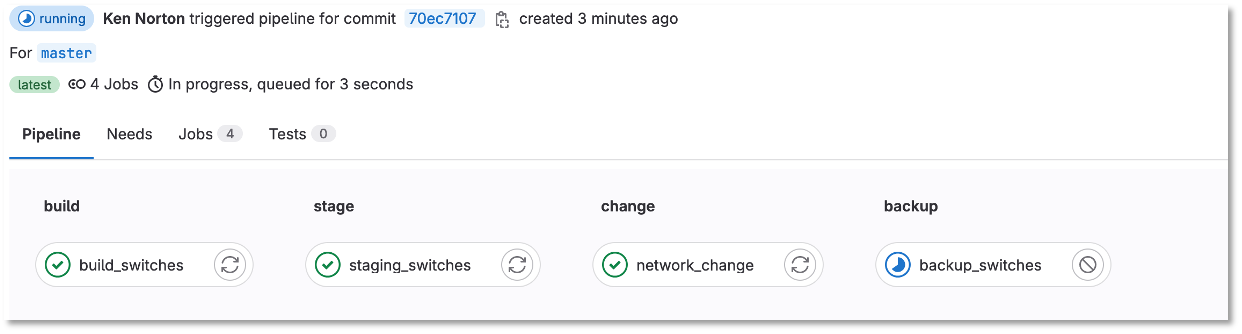 running Ken Norton triggered pipeline for commit 70ec7107 created 3 minutes ago
For master
latest 4 Jobs In progress, queued for 3 seconds
Pipeline Needs Jobs 4 Tests 0
build stage change backup
build_switches staging_switches network_change backup_switches